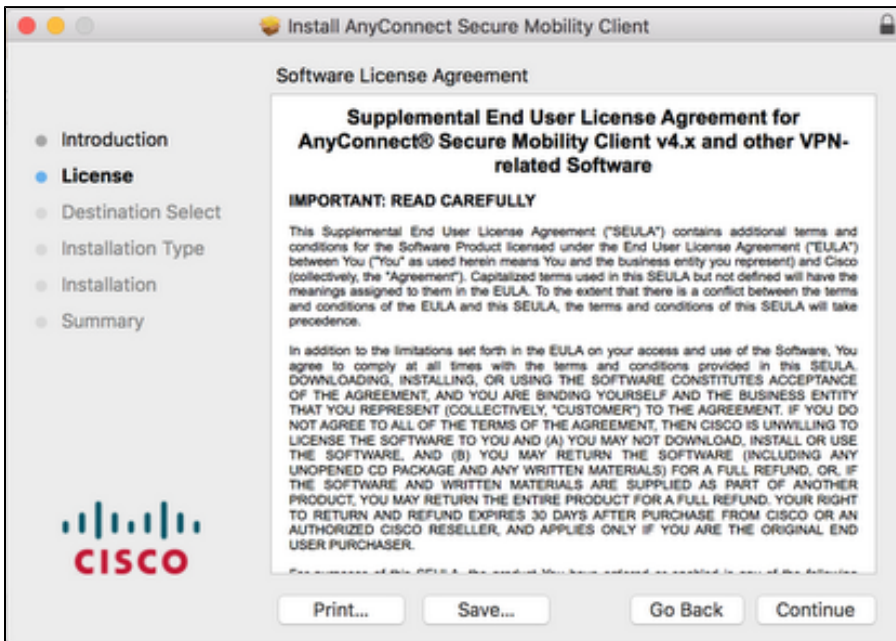 Install AnyConnect Secure Mobility Client
Software License Agreement
Introduction
License
Destination Select
Installation Type
Installation
Summary
Supplemental End User License Agreement for
AnyConnect® Secure Mobility Client v4.x and other VPN-
related Software
IMPORTANT: READ CAREFULLY
This Supplemental End User License Agreement ("SEULA") contains additional terms and
conditions for the Software Product licensed under the End User License Agreement ("EULA")
between You ("You" as used herein means You and the business entity you represent) and Cisco
(collectively, the "Agreement"). Capitalized terms used in this SEULA but not defined will have the
meanings assigned to them in the EULA. To the extent that there is a conflict between the terms
and conditions of the EULA and this SEULA, the terms and conditions of this SEULA will take
precedence.
In addition to the limitations set forth in the EULA on your access and use of the Software, You
agree to comply at all times with the terms and conditions provided in this SEULA.
DOWNLOADING, INSTALLING, OR USING THE SOFTWARE CONSTITUTES ACCEPTANCE
OF THE AGREEMENT, AND YOU ARE BINDING YOURSELF AND THE BUSINESS ENTITY
THAT YOU REPRESENT (COLLECTIVELY, "CUSTOMER") TO THE AGREEMENT. IF YOU DO
NOT AGREE TO ALL OF THE TERMS OF THE AGREEMENT, THEN CISCO IS UNWILLING TO
LICENSE THE SOFTWARE TO YOU AND (A) YOU MAY NOT DOWNLOAD, INSTALL OR USE
THE SOFTWARE, AND (B) YOU MAY RETURN THE SOFTWARE (INCLUDING ANY
UNOPENED CD PACKAGE AND ANY WRITTEN MATERIALS) FOR A FULL REFUND, OR, IF
THE SOFTWARE AND WRITTEN MATERIALS ARE SUPPLIED AS PART OF ANOTHER
PRODUCT, YOU MAY RETURN THE ENTIRE PRODUCT FOR A FULL REFUND. YOUR RIGHT
TO RETURN AND REFUND EXPIRES 30 DAYS AFTER PURCHASE FROM CISCO OR AN
AUTHORIZED CISCO RESELLER, AND APPLIES ONLY IF YOU ARE THE ORIGINAL END
USER PURCHASER.
CISCO
Print...
Save...
Go Back
Continue